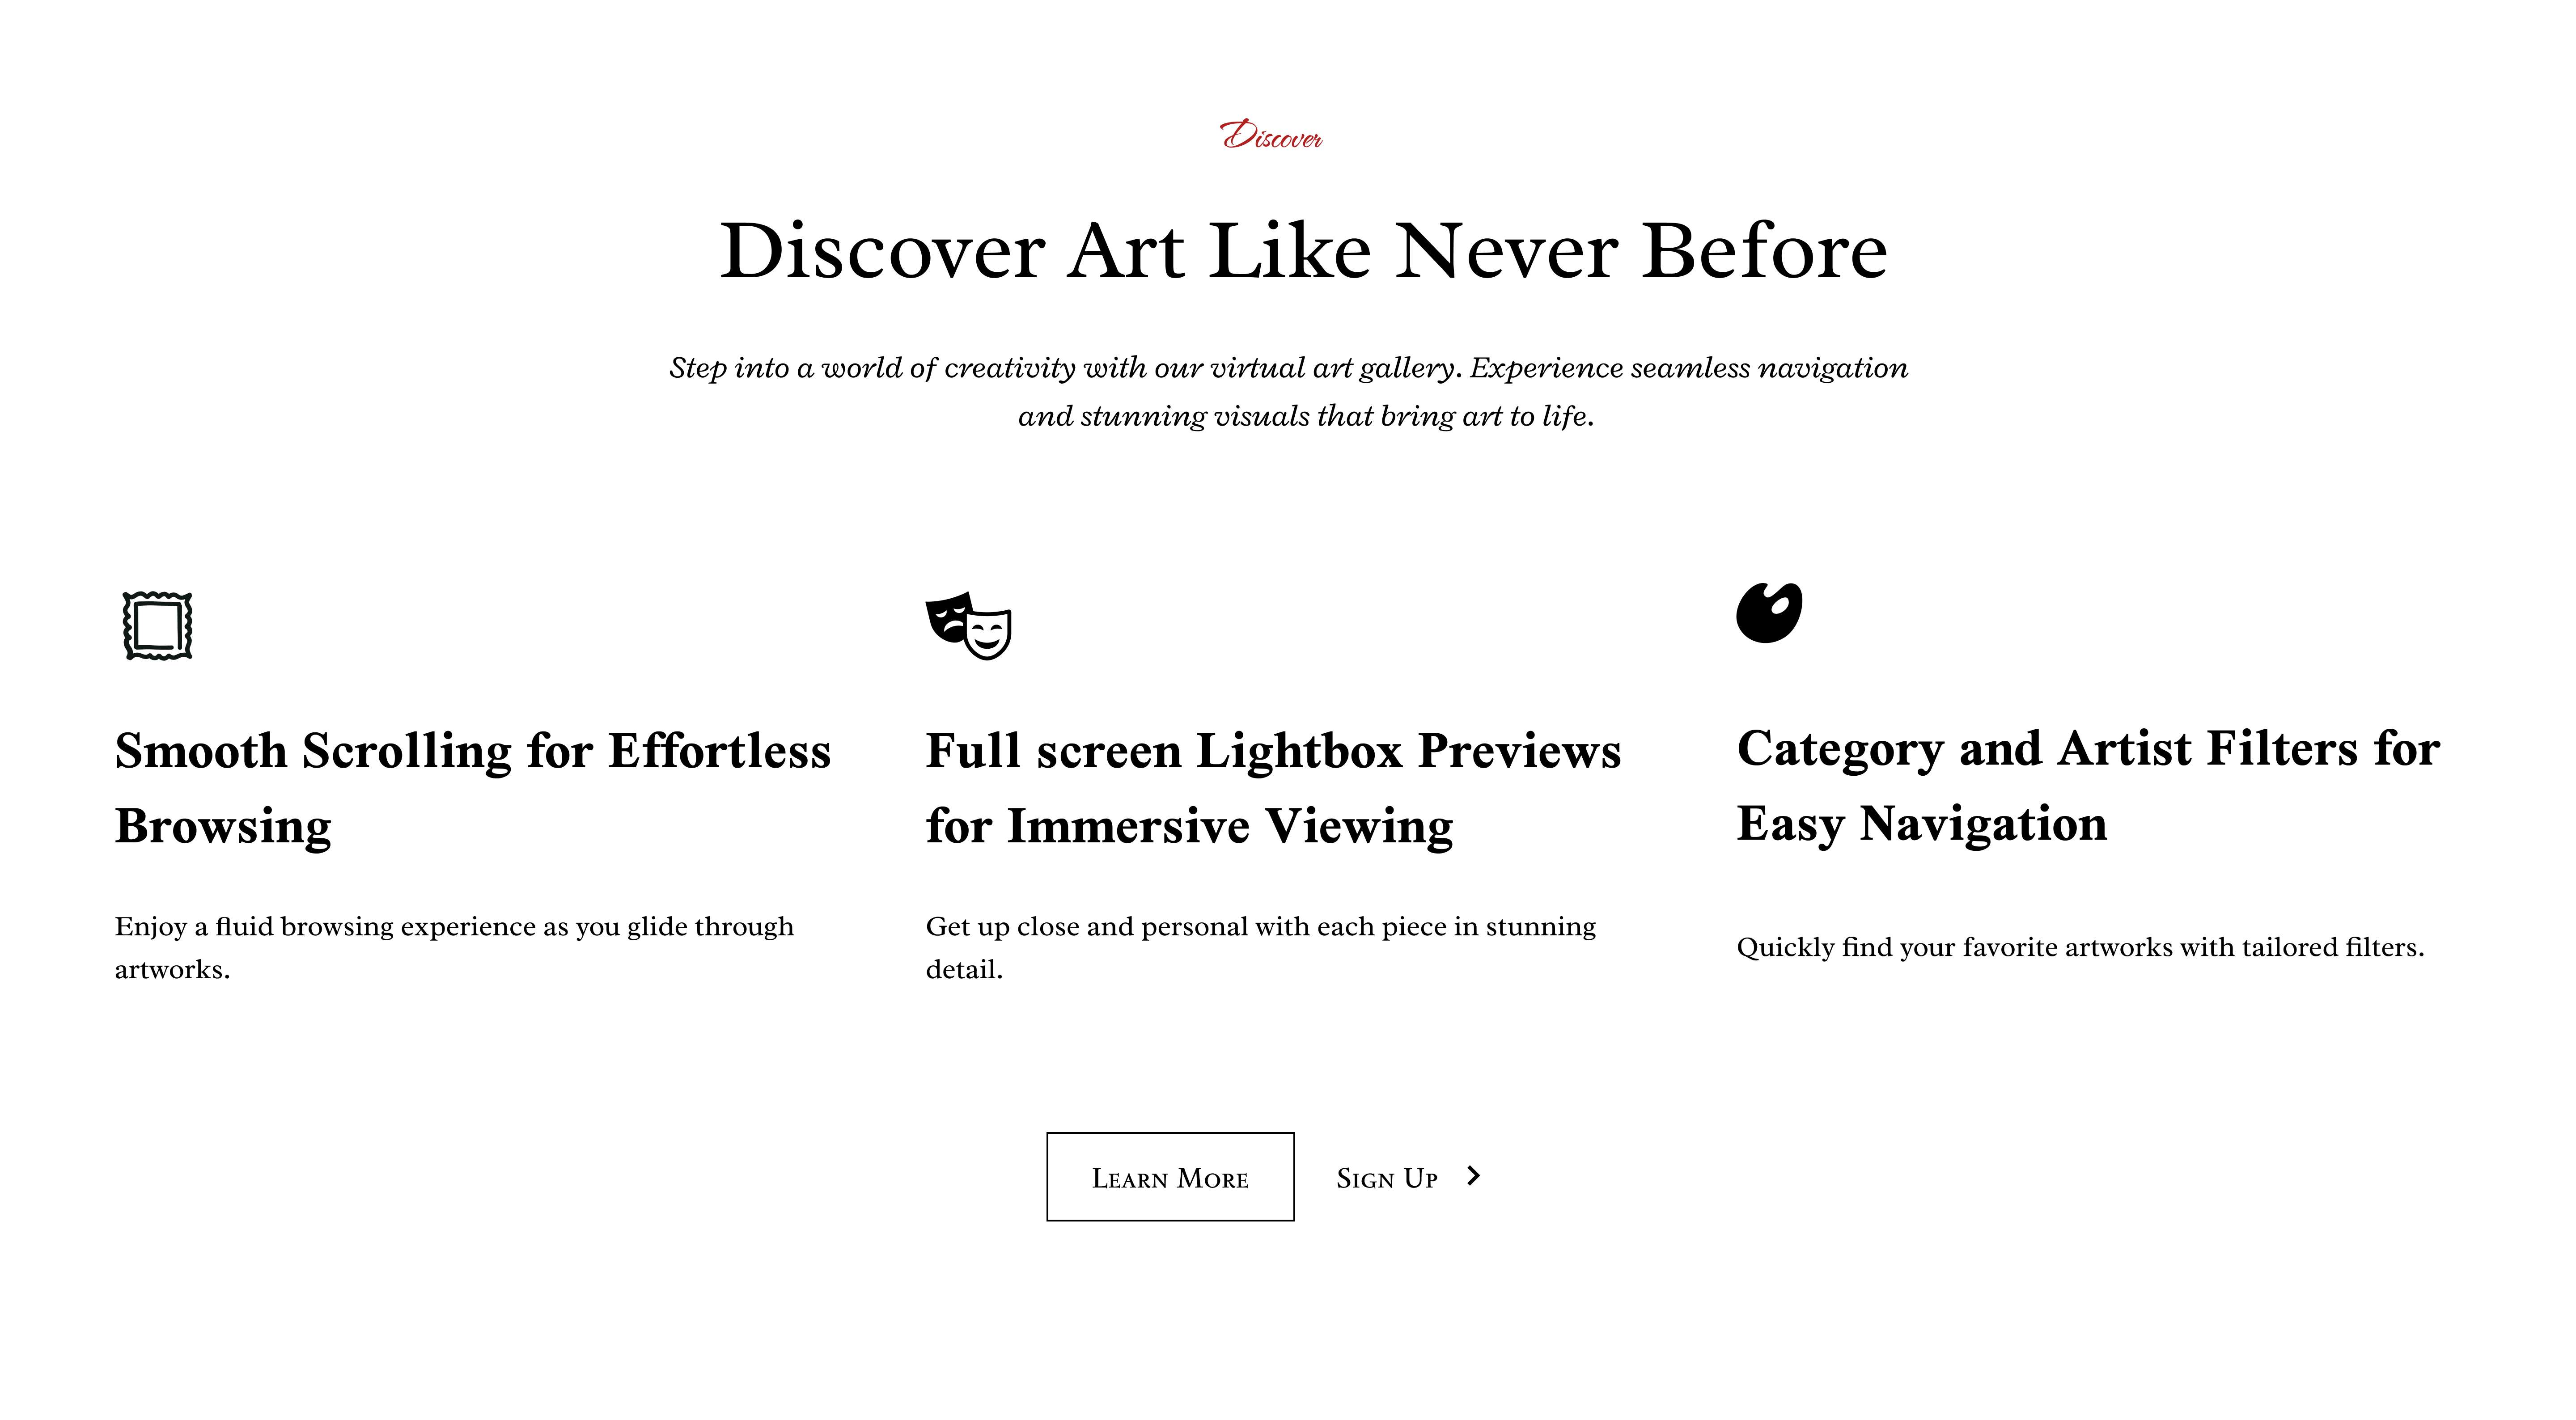 Discover
Discover Art Like Never Before
Step into a world of creativity with our virtual art gallery. Experience seamless navigation
and stunning visuals that bring art to life.
Smooth Scrolling for Effortless
Browsing
Enjoy a fluid browsing experience as you glide through
artworks.
Full screen Lightbox Previews
for Immersive Viewing
Get up close and personal with each piece in stunning
detail.
Category and Artist Filters for
Easy Navigation
Quickly find your favorite artworks with tailored filters.
Learn More
Sign Up